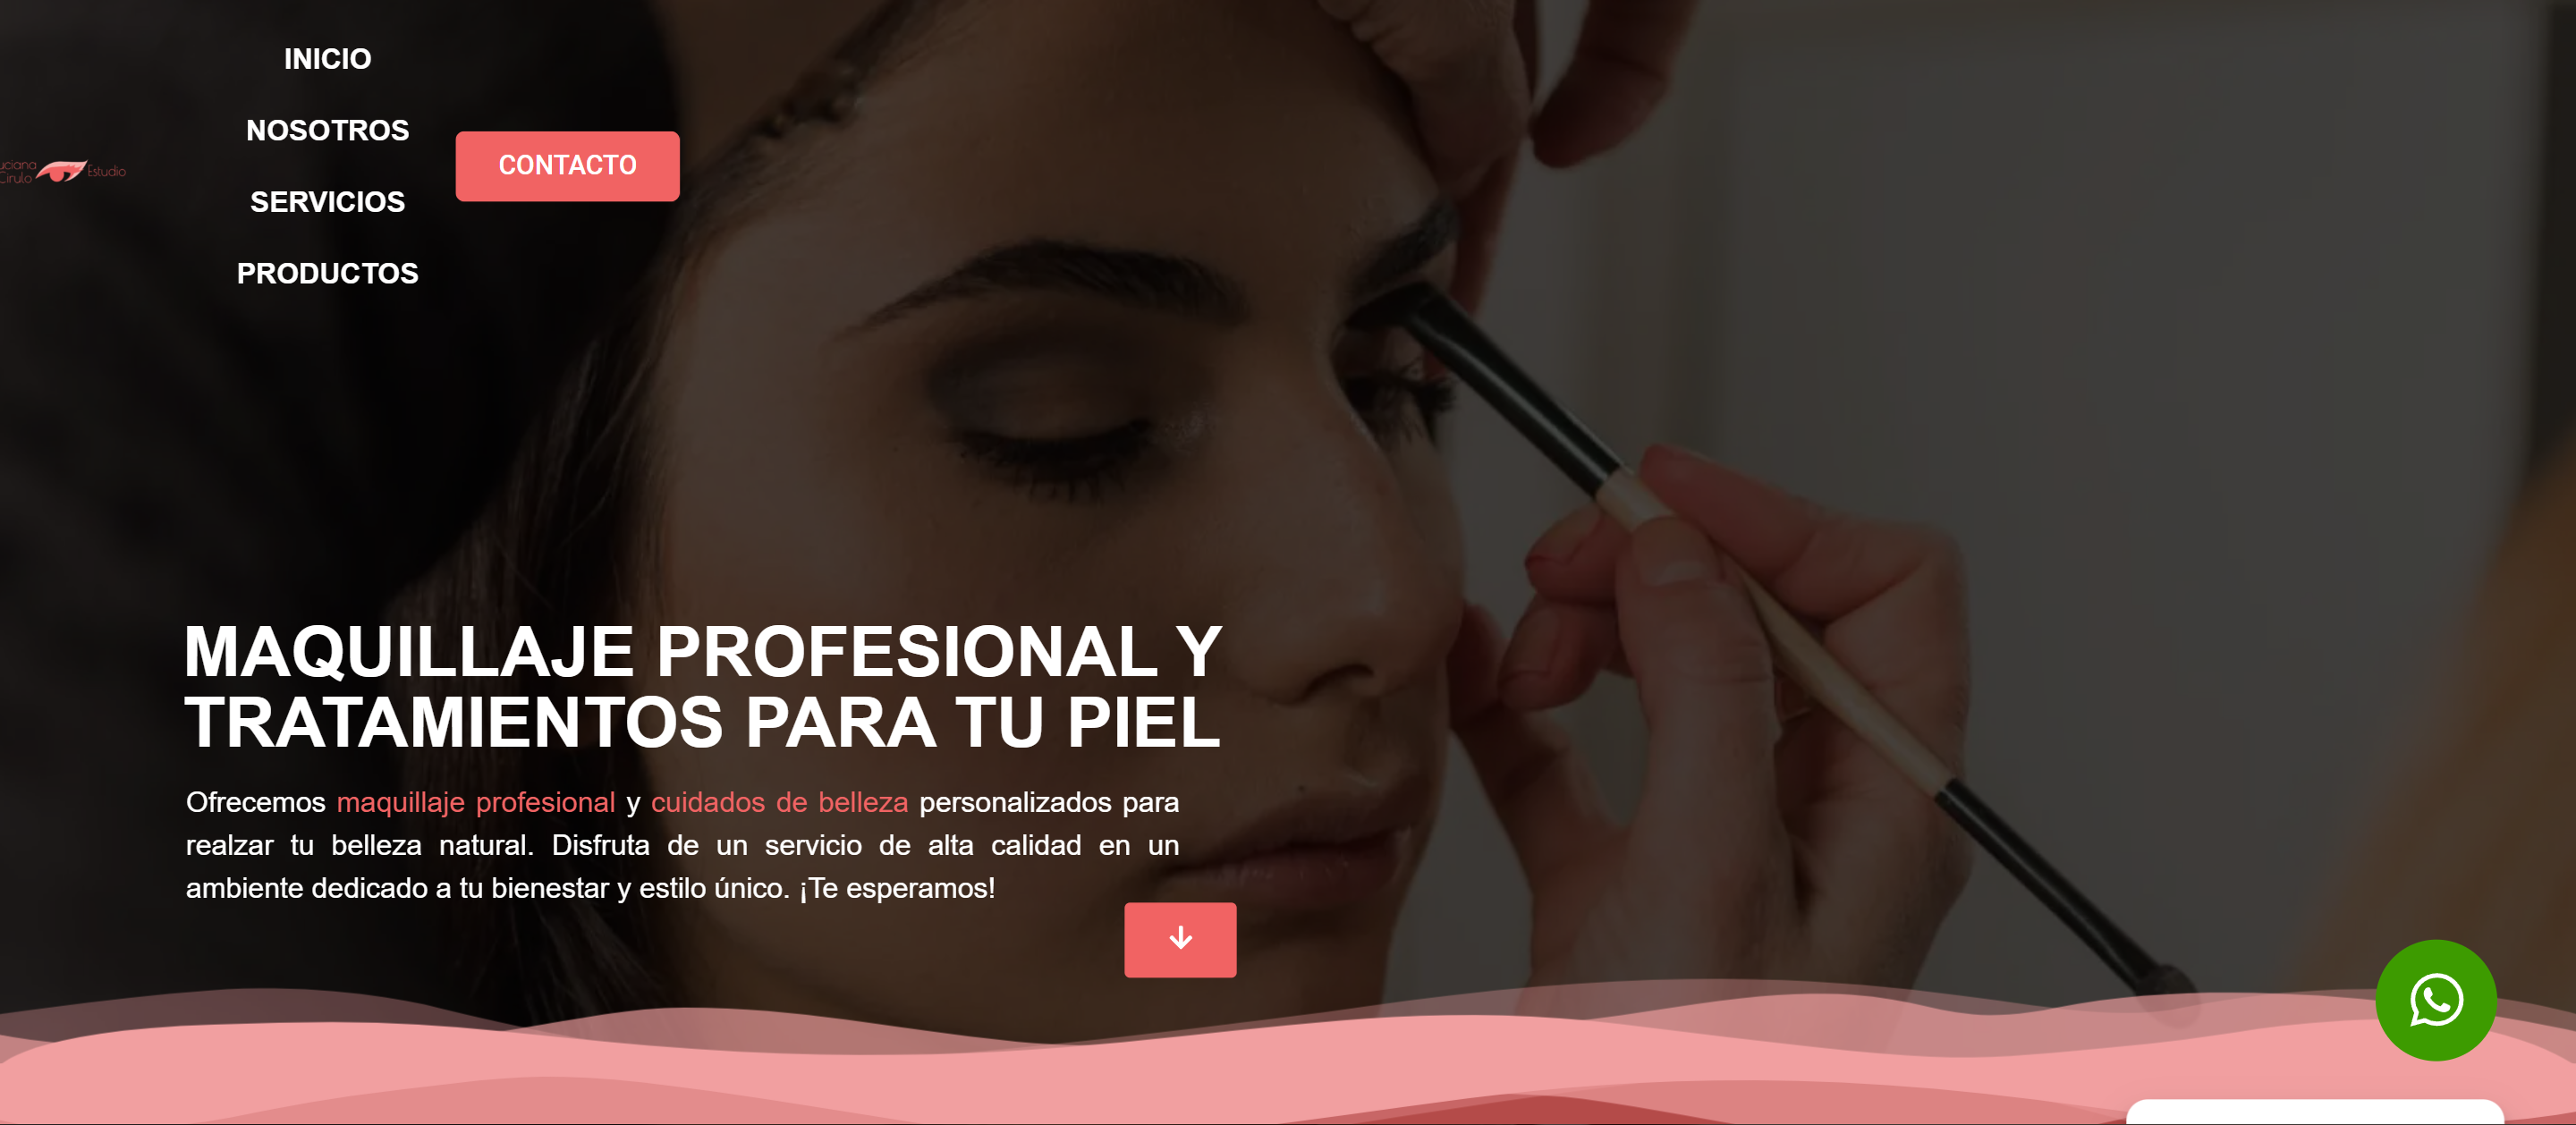 INICIO
NOSOTROS
SERVICIOS
PRODUCTOS
CONTACTO
Cirulo
Estudio
MAQUILLAJE PROFESIONAL Y
TRATAMIENTOS PARA TU PIEL
Ofrecemos maquillaje profesional y cuidados de belleza personalizados para
realzar tu belleza natural. Disfruta de un servicio de alta calidad en un
ambiente dedicado a tu bienestar y estilo único. ¡Te esperamos!